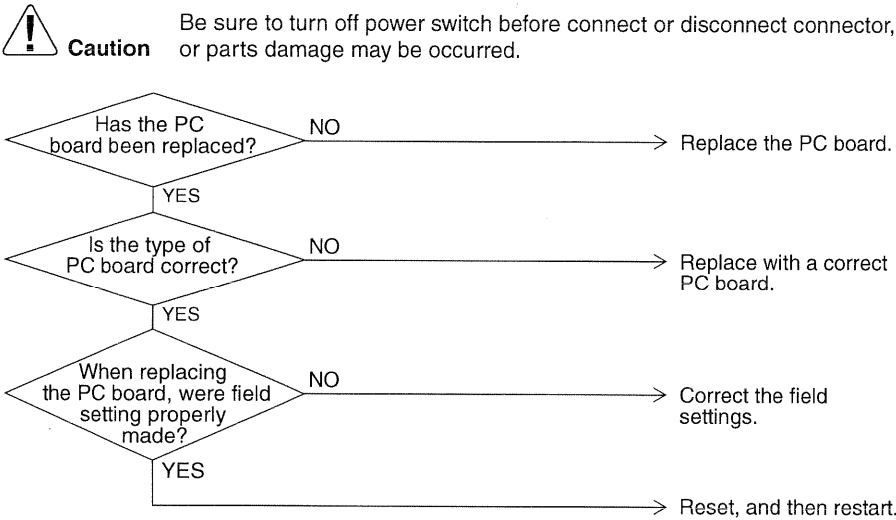 Be sure to turn off power switch before connect or disconnect connector,
Caution or parts damage may be occurred.
Has the PC
board been replaced?
NO
Replace the PC board.
YES
Is the type of
PC board correct?
NO
Replace with a correct
PC board.
YES
When replacing
the PC board, were field
setting properly
made?
NO
Correct the field
settings.
YES
Reset, and then restart.